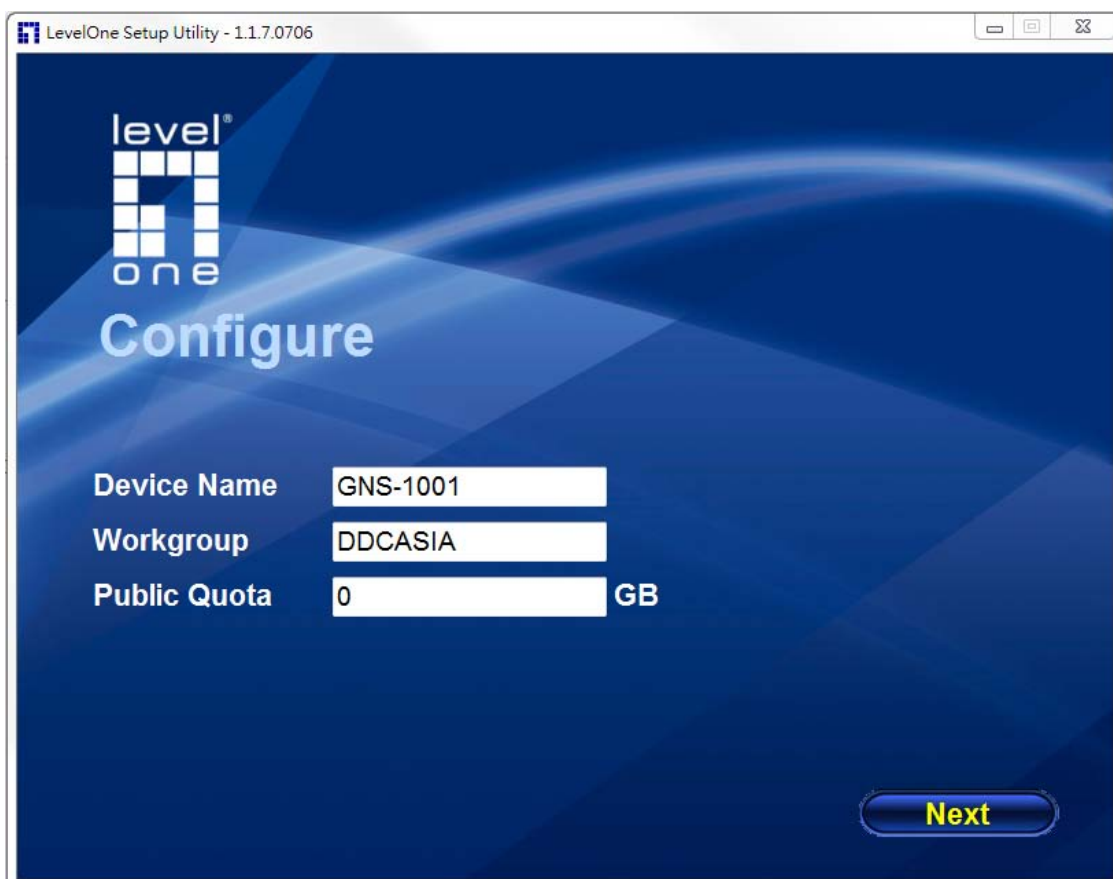 LevelOne Setup Utility - 1.1.7.0706
level®
one
Configure
Device Name GNS-1001
Workgroup DDCASIA
Public Quota 0 GB
Next